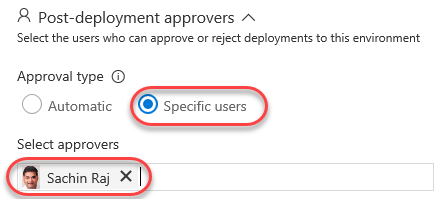 Post-deployment approvers
Select the users who can approve or reject deployments to this environment
Approval type
Automatic
Specific users
Select approvers
Sachin Raj